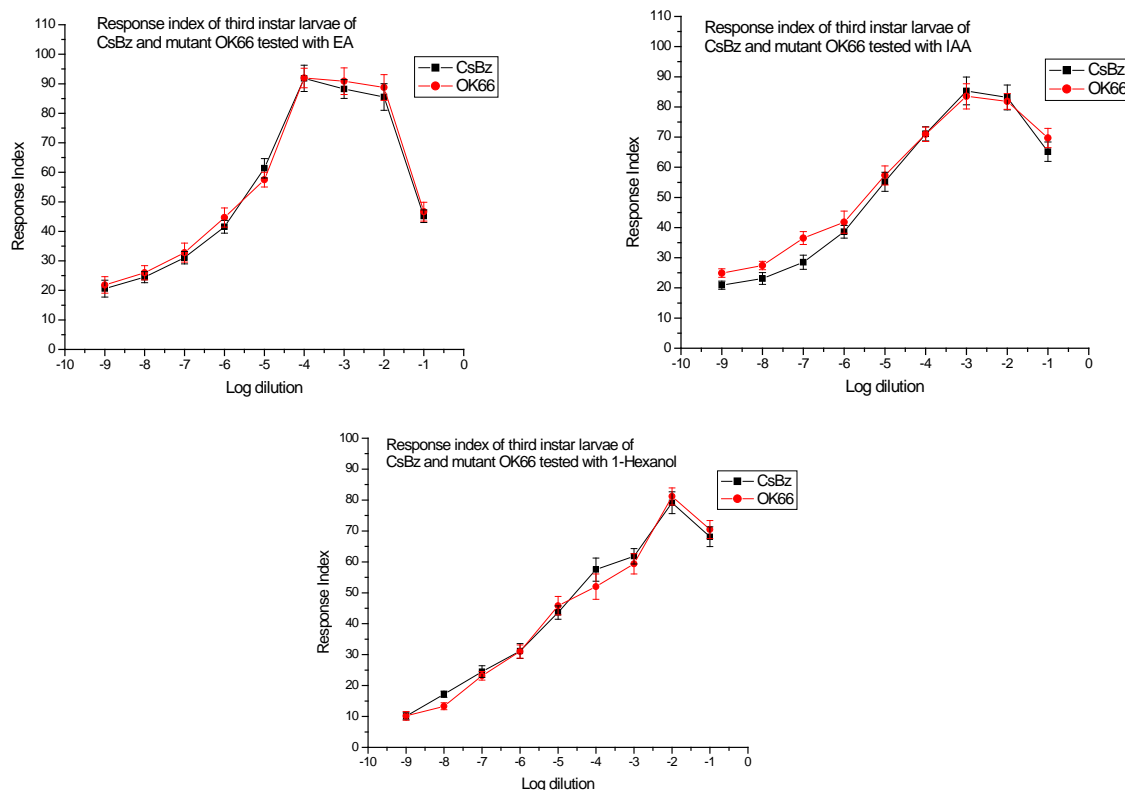 Response index of third instar larvae of
CsBz and mutant OK66 tested with EA
CsBz
OK66
110
100
90
80
70
60
50
40
30
20
10
0
Response Index
-10 -9 -8 -7 -6 -5 -4 -3 -2 -1 0
Log dilution
Response index of third instar larvae of
CsBz and mutant OK66 tested with IAA
CsBz
OK66
110
100
90
80
70
60
50
40
30
20
10
0
Response Index
-10 -9 -8 -7 -6 -5 -4 -3 -2 -1 0
Log dilution
Response index of third instar larvae of
CsBz and mutant OK66 tested with 1-Hexanol
CsBz
OK66
100
90
80
70
60
50
40
30
20
10
0
Response Index
-10 -9 -8 -7 -6 -5 -4 -3 -2 -1 0
Log dilution